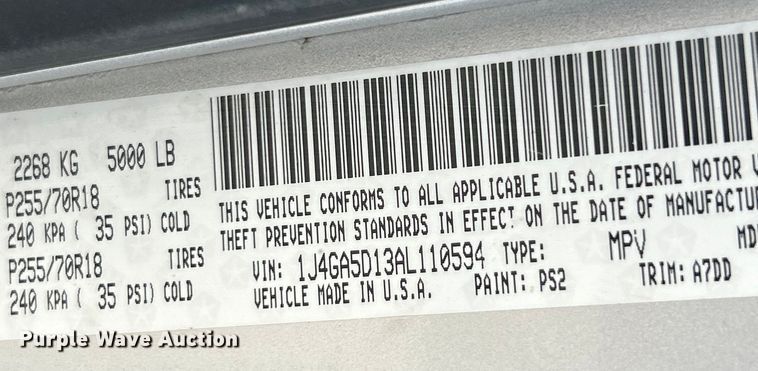 2268 KG 5000 LB
P255/70R18 TIRES
240 KPA ( 35 PSI) COLD
P255/70R18 TIRES
240 KPA ( 35 PSI) COLD
THIS VEHICLE CONFORMS TO ALL APPLICABLE U.S.A. FEDERAL MOTOR
THEFT PREVENTION STANDARDS IN EFFECT ON THE DATE OF MANUFACTU
VIN: 1J4GA5D13AL110594 TYPE: MPV MD
VEHICLE MADE IN U.S.A. PAINT: PS2 TRIM: A7DD
Purple Wave Auction